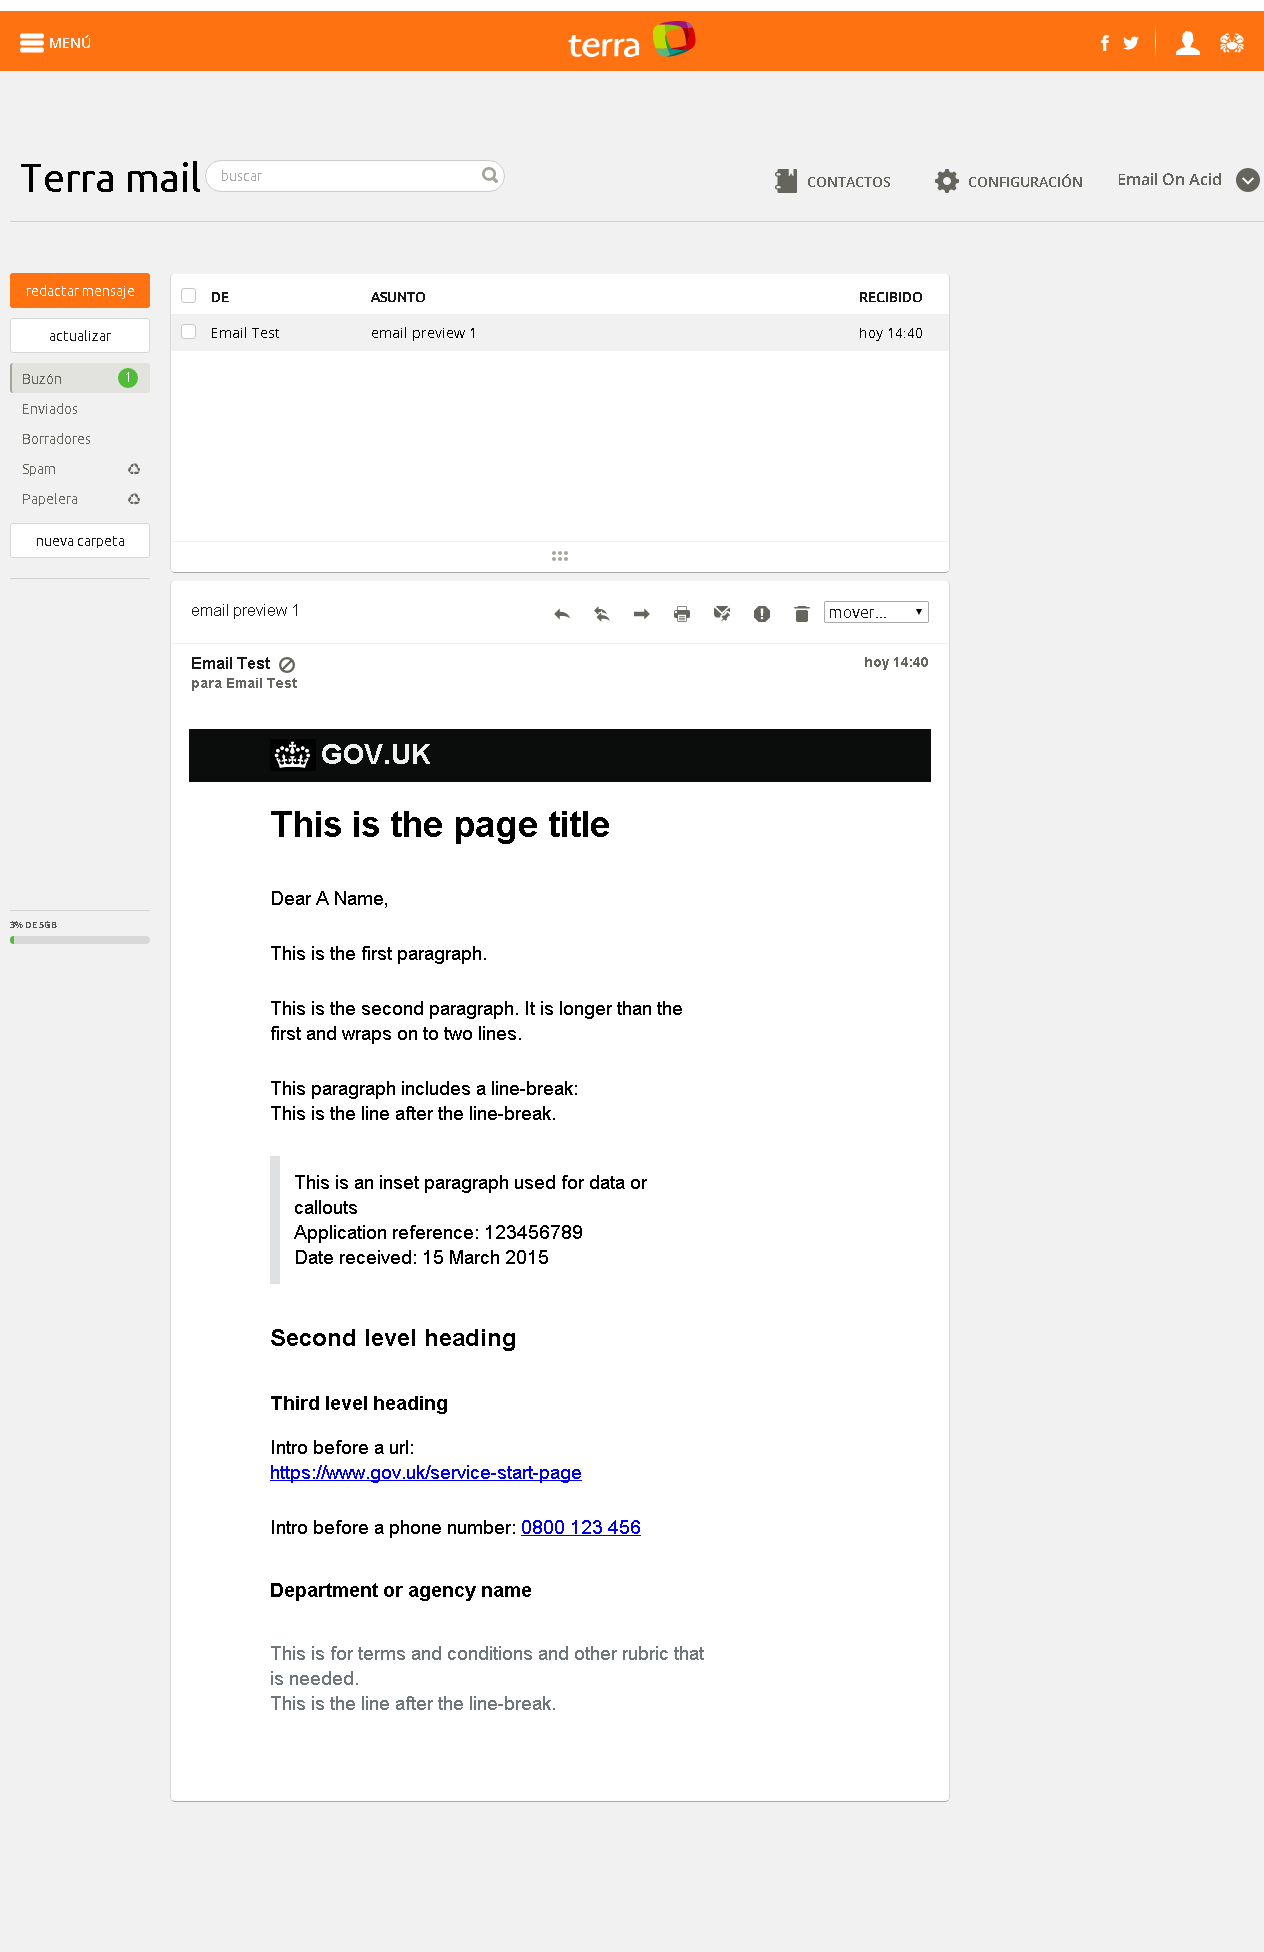 MENÚ
terra
Terra mail
buscar
CONTACTOS
CONFIGURACIÓN
Email On Acid
redactar mensaje
actualizar
Buzón 1
Enviados
Borradores
Spam
Papelera
nueva carpeta
3% DE 5GB
DE ASUNTO RECIBIDO
Email Test email preview 1 hoy 14:40
email preview 1
mover...
Email Test hoy 14:40
para Email Test
GOV.UK
This is the page title
Dear A Name,
This is the first paragraph.
This is the second paragraph. It is longer than the
first and wraps on to two lines.
This paragraph includes a line-break:
This is the line after the line-break.
This is an inset paragraph used for data or
callouts
Application reference: 123456789
Date received: 15 March 2015
Second level heading
Third level heading
Intro before a url:
https://www.gov.uk/service-start-page
Intro before a phone number: 0800 123 456
Department or agency name
This is for terms and conditions and other rubric that
is needed.
This is the line after the line-break.